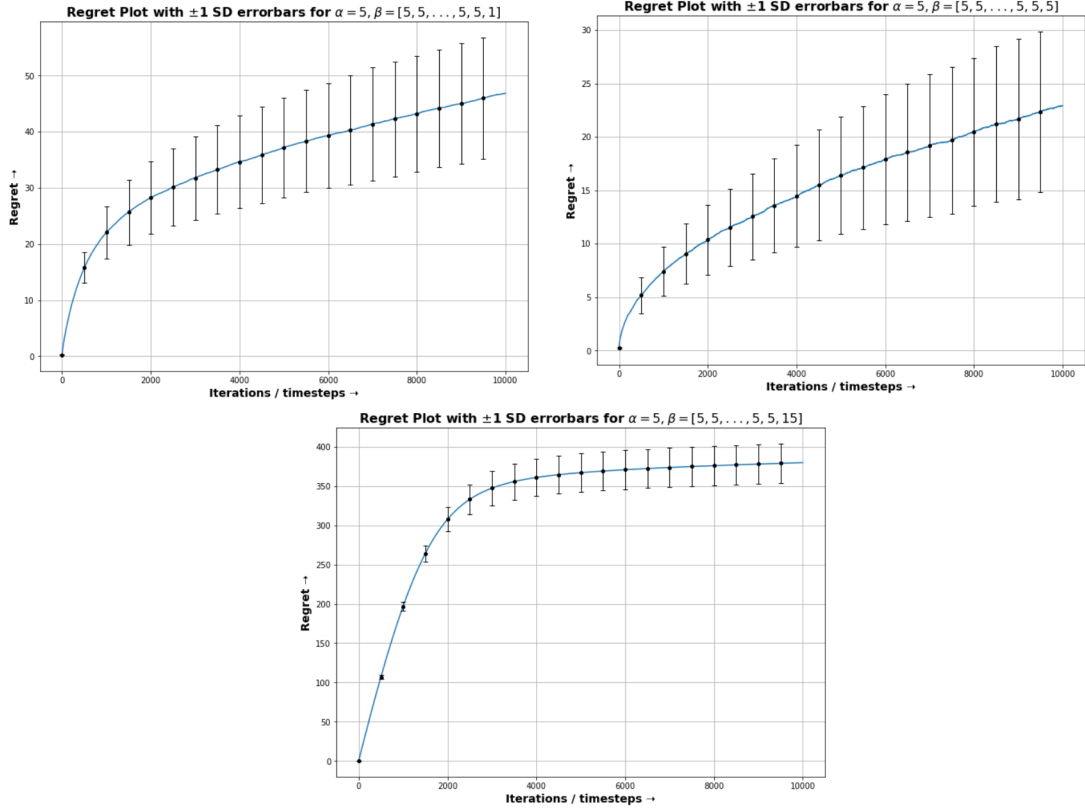 Regret Plot with ±1 SD errorbars for α = 5, β = [5, 5, . . . , 5, 5, 1]
50
40
30
20
10
0
Regret →
0 2000 4000 6000 8000 10000
Iterations / timesteps →
Regret Plot with ±1 SD errorbars for α = 5, β = [5, 5, . . . , 5, 5, 5]
30
25
20
15
10
5
0
Regret →
0 2000 4000 6000 8000 10000
Iterations / timesteps →
Regret Plot with ±1 SD errorbars for α = 5, β = [5, 5, . . . , 5, 5, 15]
400
350
300
250
200
150
100
50
0
Regret →
0 2000 4000 6000 8000 10000
Iterations / timesteps →